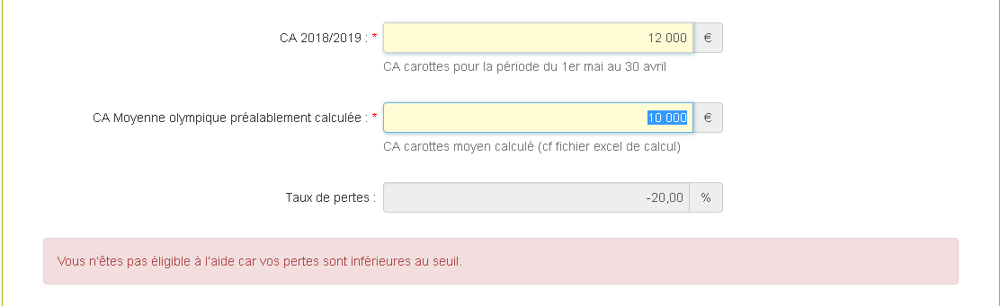 CA 2018/2019 : * 12 000 €
CA carottes pour la période du 1er mai au 30 avril
CA Moyenne olympique préalablement calculée : * 10 000 €
CA carottes moyen calculé (cf fichier excel de calcul)
Taux de pertes : -20,00 %
Vous n'êtes pas éligible à l'aide car vos pertes sont inférieures au seuil.